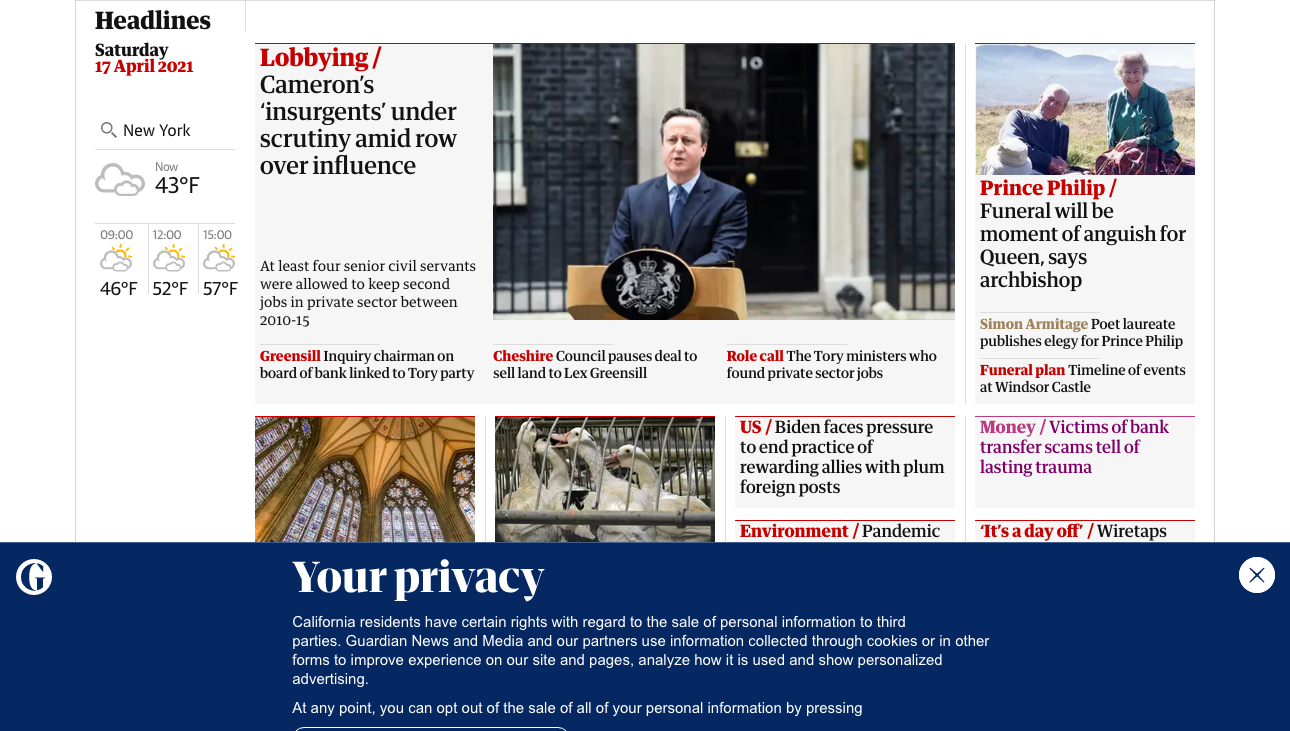 Headlines
Saturday
17 April 2021
New York
Now
43°F
09:00
12:00
15:00
46°F
52°F
57°F
Lobbying /
Cameron's
‘insurgents’ under
scrutiny amid row
over influence
At least four senior civil servants
were allowed to keep second
jobs in private sector between
2010-15
10
Greensill Inquiry chairman on
board of bank linked to Tory party
Cheshire Council pauses deal to
sell land to Lex Greensill
Role call The Tory ministers who
found private sector jobs
Prince Philip /
Funeral will be
moment of anguish for
Queen, says
archbishop
Simon Armitage Poet laureate
publishes elegy for Prince Philip
Funeral plan Timeline of events
at Windsor Castle
US / Biden faces pressure
to end practice of
rewarding allies with plum
foreign posts
Money / Victims of bank
transfer scams tell of
lasting trauma
Environment / Pandemic
‘It's a day off’ / Wiretaps
Your privacy
California residents have certain rights with regard to the sale of personal information to third
parties. Guardian News and Media and our partners use information collected through cookies or in other
forms to improve experience on our site and pages, analyze how it is used and show personalized
advertising.
At any point, you can opt out of the sale of all of your personal information by pressing